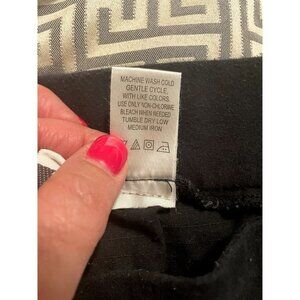 MACHINE WASH COLD
GENTLE CYCLE,
WITH LIKE COLORS.
USE ONLY NON-CHLORINE
BLEACH WHEN NEEDED
TUMBLE DRY LOW
MEDIUM IRON